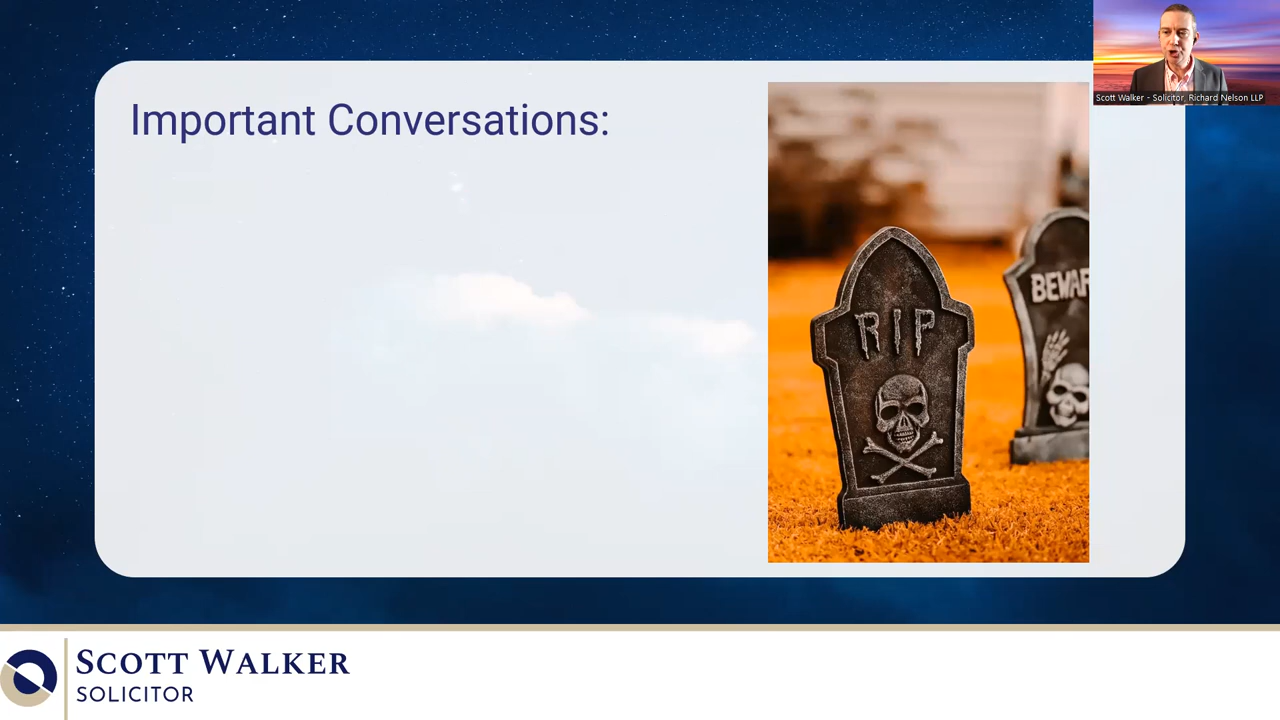 Important Conversations:
Scott Walker - Solicitor, Richard Nelson LLP
RIP
BEWAR
SCOTT WALKER
SOLICITOR